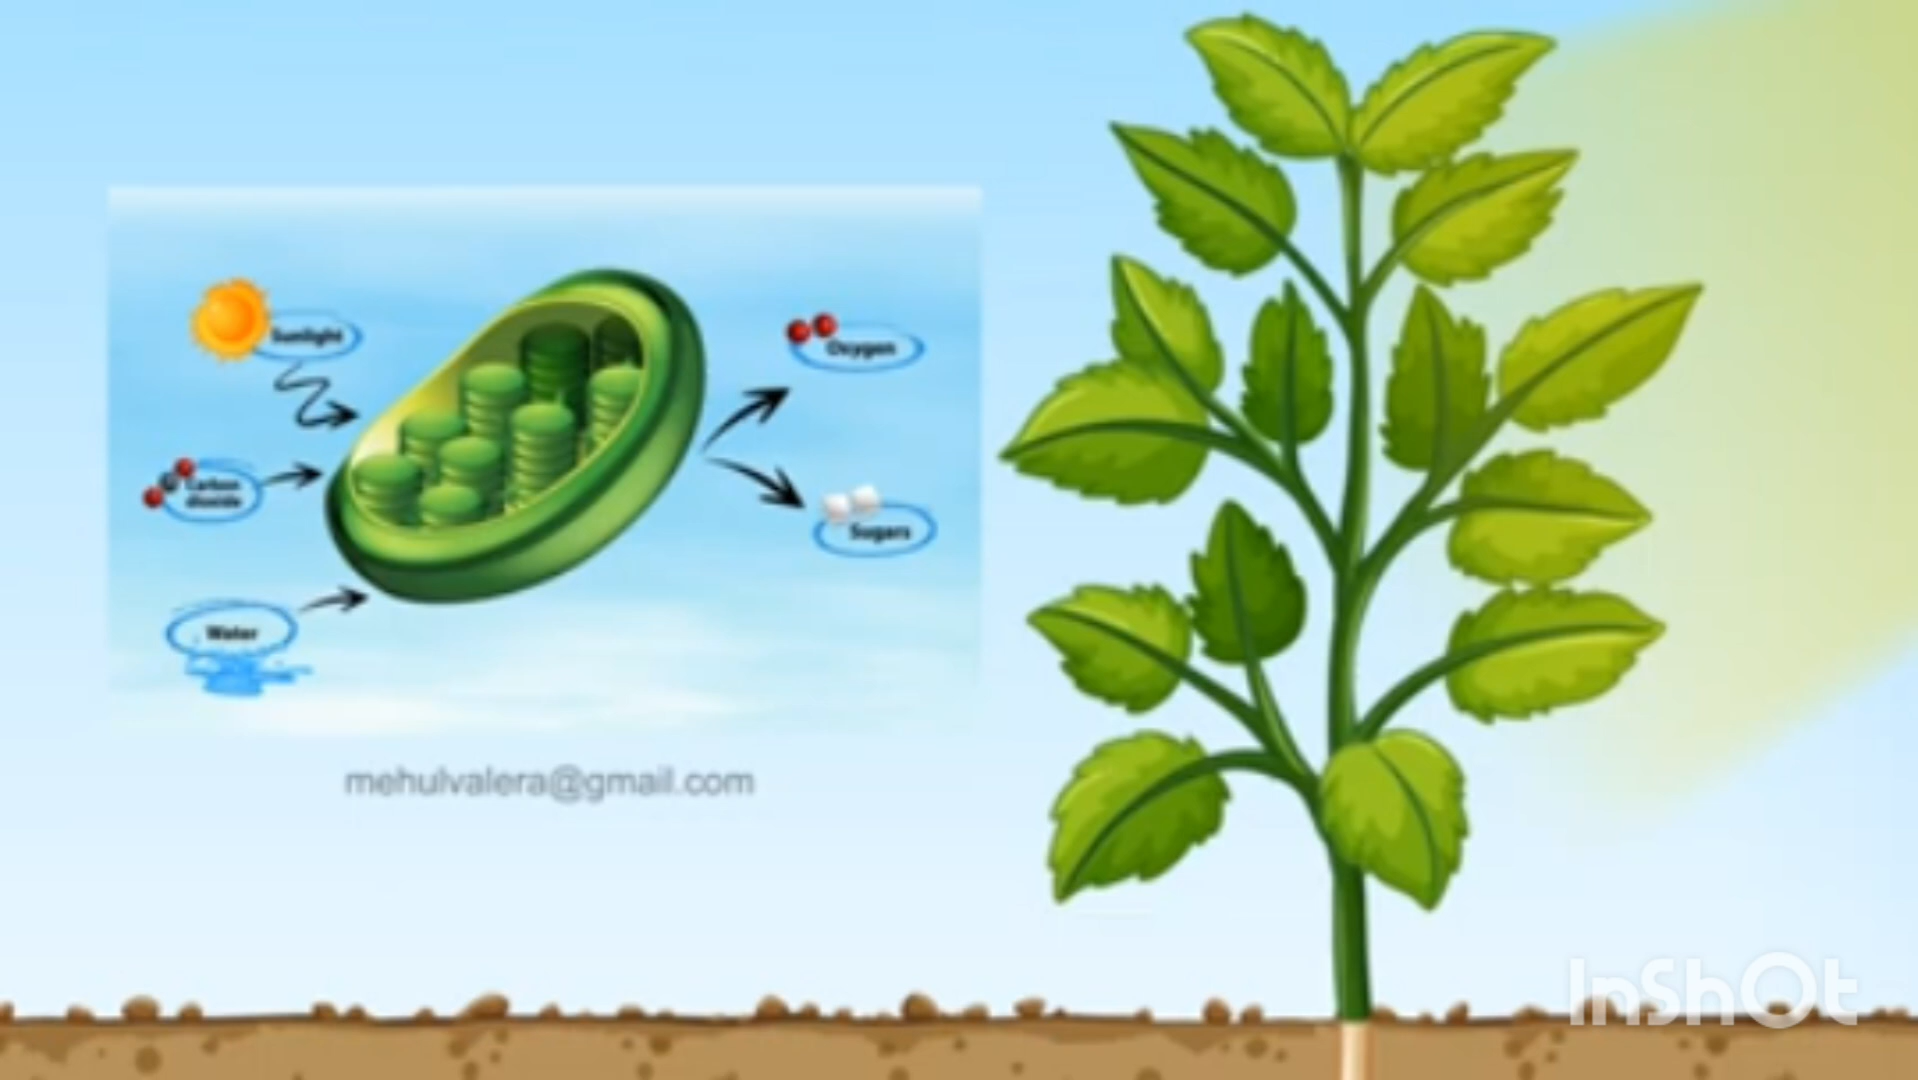 Sunlight
Oxygen
Carbon
dioxide
Sugars
Water
mehulvalera@gmail.com
InShOt